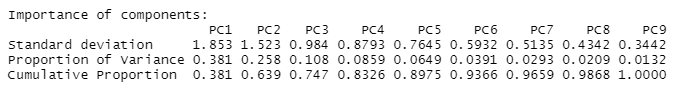 Importance of components:
PC1 PC2 PC3 PC4 PC5 PC6 PC7 PC8 PC9
Standard deviation 1.853 1.523 0.984 0.8793 0.7645 0.5932 0.5135 0.4342 0.3442
Proportion of Variance 0.381 0.258 0.108 0.0859 0.0649 0.0391 0.0293 0.0209 0.0132
Cumulative Proportion 0.381 0.639 0.747 0.8326 0.8975 0.9366 0.9659 0.9868 1.0000